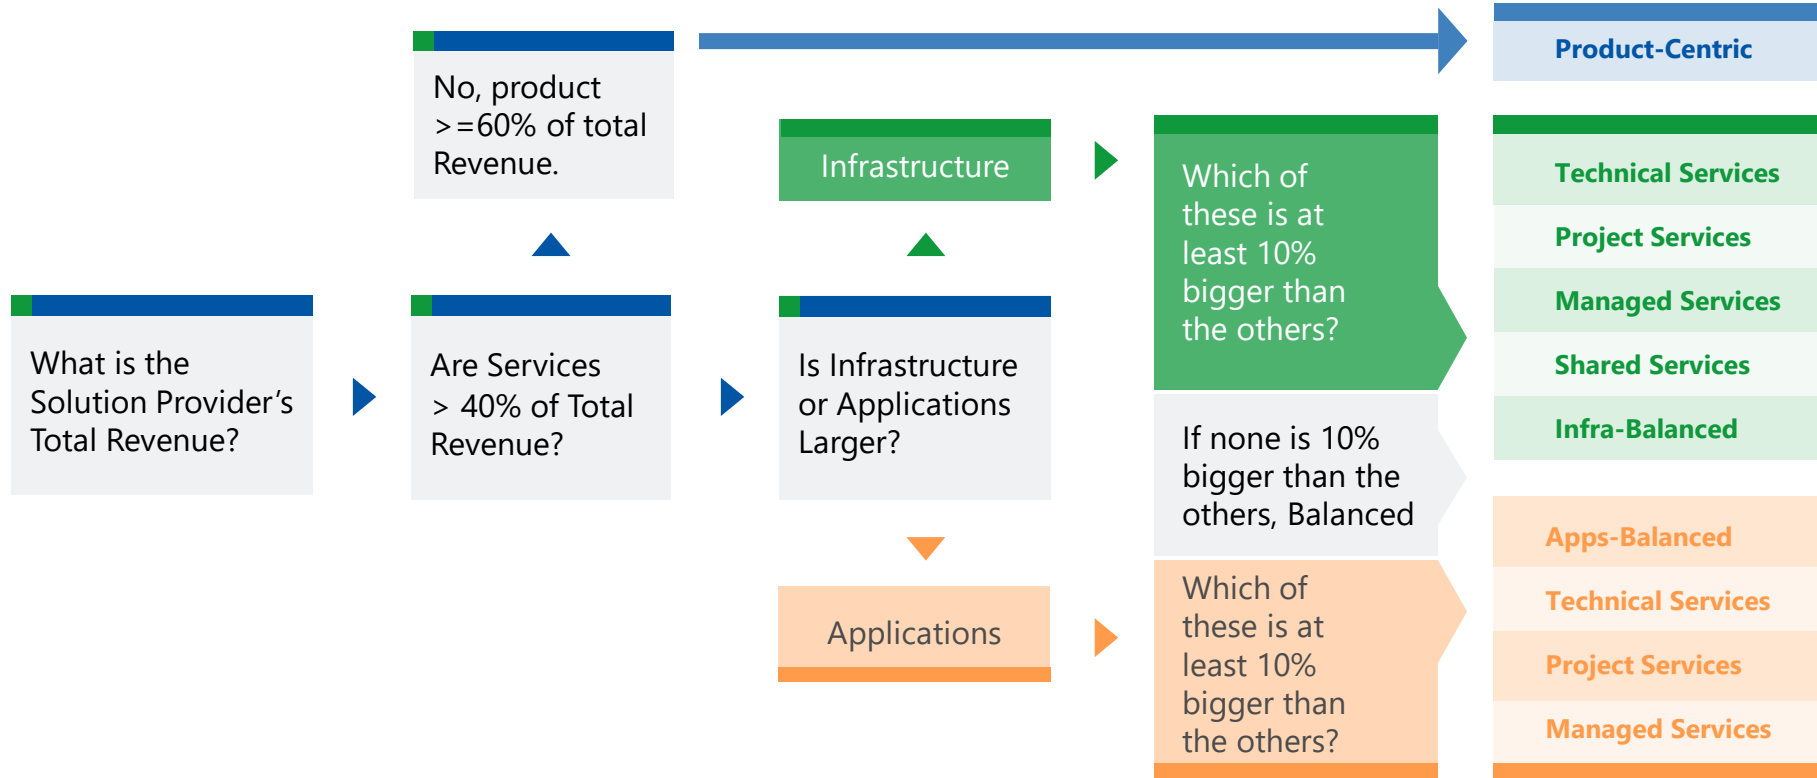 What is the
Solution Provider’s
Total Revenue?
Are Services
> 40% of Total
Revenue?
No, product
>=60% of total
Revenue.
Is Infrastructure
or Applications
Larger?
Infrastructure
Applications
Which of
these is at
least 10%
bigger than
the others?
If none is 10%
bigger than the
others, Balanced
Which of
these is at
least 10%
bigger than
the others?
Product-Centric
Technical Services
Project Services
Managed Services
Shared Services
Infra-Balanced
Apps-Balanced
Technical Services
Project Services
Managed Services